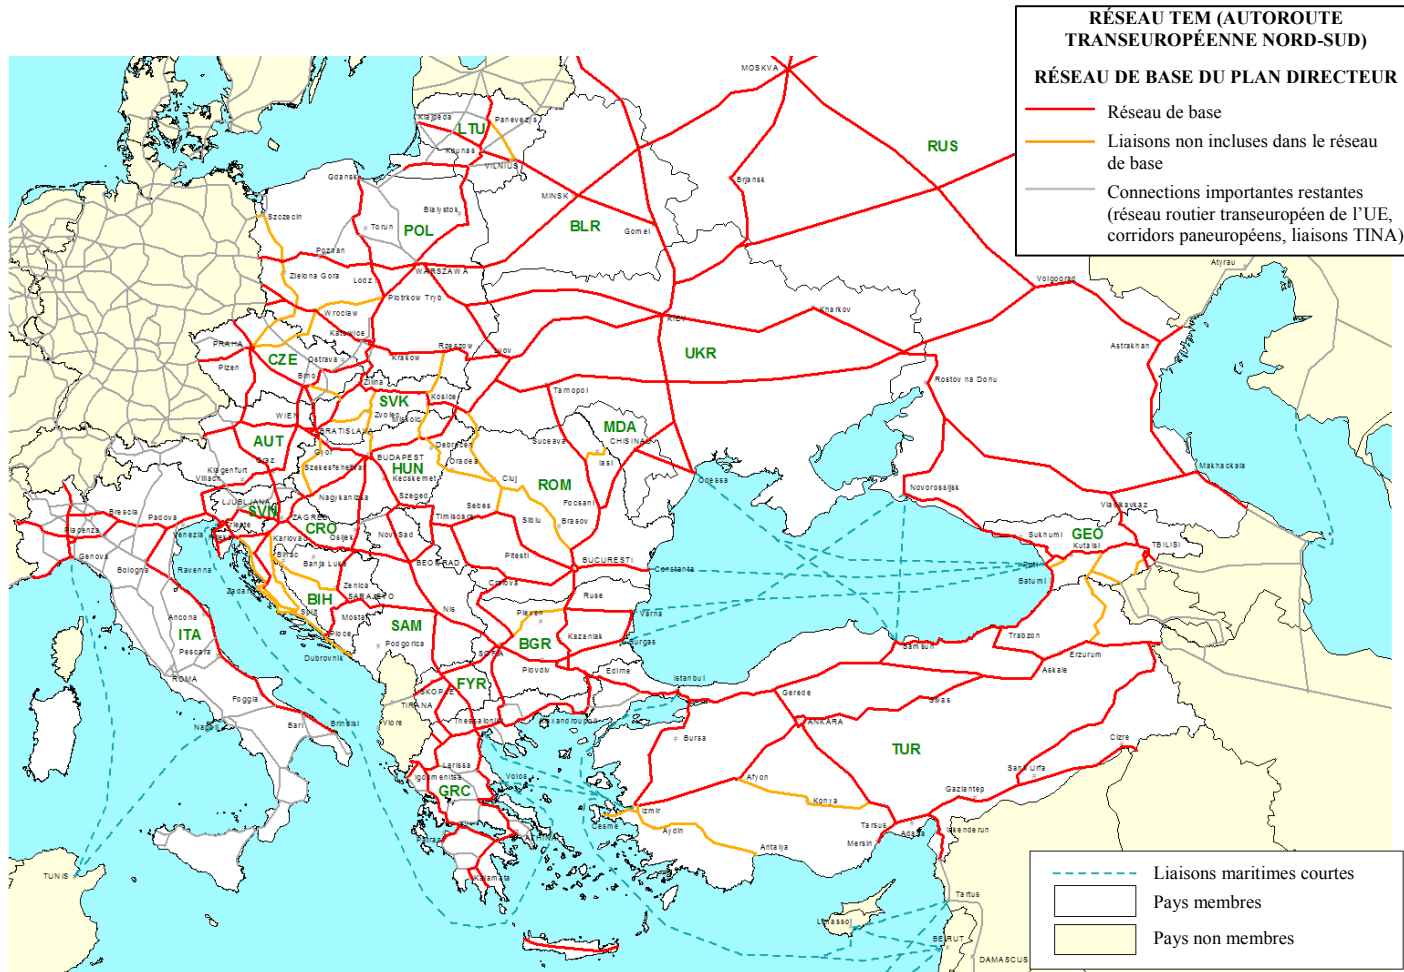 RÉSEAU TEM (AUTOROUTE
TRANSEUROPÉENNE NORD-SUD)
RÉSEAU DE BASE DU PLAN DIRECTEUR
Réseau de base
Liaisons non incluses dans le réseau
de base
Connections importantes restantes
(réseau routier transeuropéen de l'UE,
corridors paneuropéens, liaisons TINA)
MOSKVA
Klajpeda
Panevezys
LTU
Kaunas
VILNIUS
RUS
Brjansk
Gdansk
MINSK
Bialystok
Szczecin
Torun
POL
BLR
Gomel
Poznan
WARSZAWA
Atyrau
Zielona Gora
Lodz
Volgograd
Piotrkow Tryb.
Wroclaw
Kharkov
KIEV
Katowice
PRAHA
Ostrava
Rzeszow
Lvov
UKR
Astrakhan
Plzen
CZE
Krakow
Brno
Zilina
Rostov na Donu
SVK
Kosice
Tarnopol
WIEN
Zvolen
Miskolc
BRATISLAVA
MDA
AUT
Suceava
CHISINAU
Gyor
Debrecen
Graz
BUDAPEST
Oradea
Iasi
Szekesfehervar
HUN
Klagenfurt
Kecskemet
Cluj
Makhackala
Villach
ROM
Odessa
Novorossijsk
Nagykanizsa
Szeged
LJUBLJANA
Sebes
Focsani
Vladikavkaz
Brescia
Padova
SVN
ZAGREB
Timisoara
Sibiu
Brasov
Piacenza
Venezia
Trieste
CRO
Osijek
Novi Sad
Sukhumi
GEO
Rijeka
Karlovac
Kutaisi
TBILISI
Genova
Bihac
Banja Luka
BEOGRAD
Pitesti
BUCURESTI
Poti
Bologna
Ravenna
Constanta
Batumi
Zadar
Zenica
Craiova
BIH
SARAJEVO
Ruse
Split
Nis
Pleven
Varna
Ancona
Mostar
SAM
Trabzon
ITA
Ploce
Kazanlak
Burgas
Pescara
Podgorica
SOFIA
BGR
Samsun
Erzurum
Dubrovnik
Plovdiv
Edirne
Askale
ROMA
FYR
Istanbul
SKOPJE
Gerede
Sivas
Foggia
TIRANA
Napoli
Bari
Brindisi
Vlore
Thessaloniki
Alexandroupoli
ANKARA
Bursa
Cizre
TUR
Larissa
Sanli Urfa
Igoumenitsa
Volos
Afyon
GRC
Gaziantep
Konya
Izmir
Cesme
Tarsus
Patras
ATHINA
Aydin
Adana
Iskenderun
Mersin
Antalya
TUNIS
Kalamata
Tartus
Limassol
BEIRUT
DAMASCUS
Liaisons maritimes courtes
Pays membres
Pays non membres